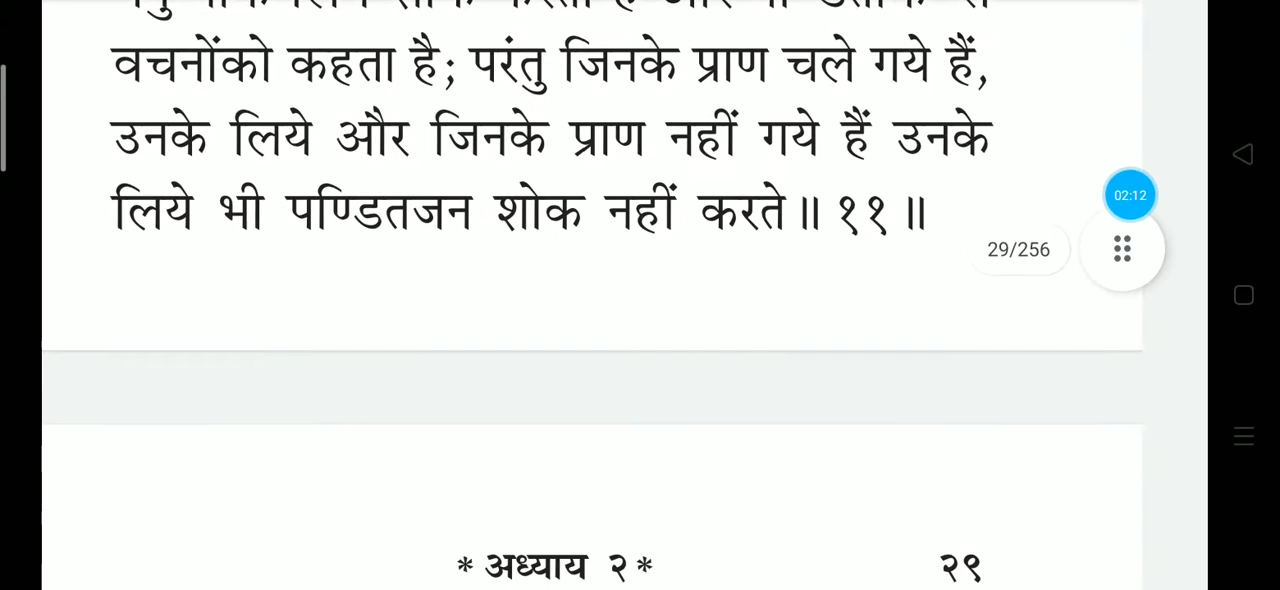 वचनोंको कहता है; परंतु जिनके प्राण चले गये हैं,
उनके लिये और जिनके प्राण नहीं गये हैं उनके
लिये भी पण्डितजन शोक नहीं करते॥ ११॥
02:12
29/256
* अध्याय २ * २९